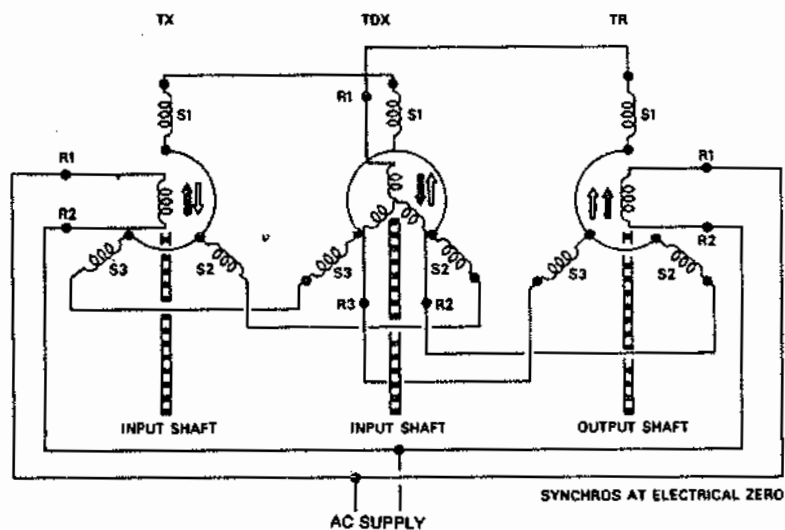 TX TDX TR
R1
S1 S1 S1
R1 R1
R2 R2
S3 S2 S3 S2 S3 S2
R3 R2
INPUT SHAFT INPUT SHAFT OUTPUT SHAFT
SYNCHROS AT ELECTRICAL ZERO
AC SUPPLY